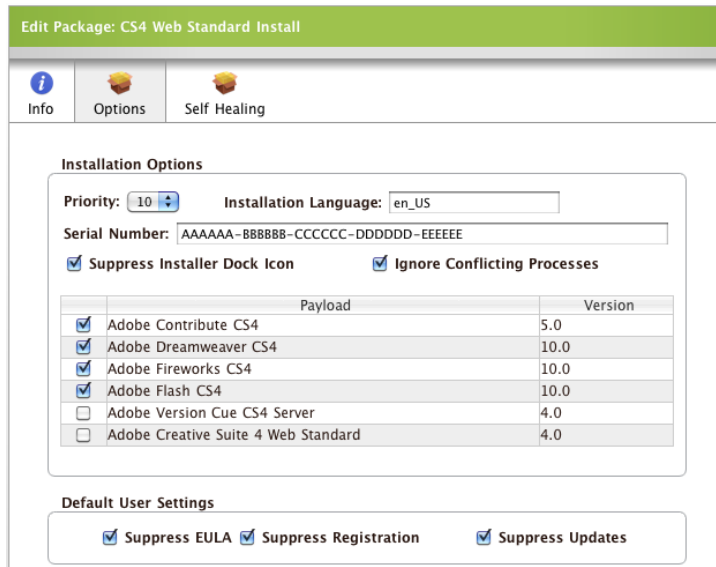 Edit Package: CS4 Web Standard Install
Info Options Self Healing
Installation Options
Priority: 10 Installation Language: en_US
Serial Number: AAAAAA-BBBBBB-CCCCCC-DDDDDD-EEEEEE
Suppress Installer Dock Icon Ignore Conflicting Processes
Payload Version
Adobe Contribute CS4 5.0
Adobe Dreamweaver CS4 10.0
Adobe Fireworks CS4 10.0
Adobe Flash CS4 10.0
Adobe Version Cue CS4 Server 4.0
Adobe Creative Suite 4 Web Standard 4.0
Default User Settings
Suppress EULA Suppress Registration Suppress Updates